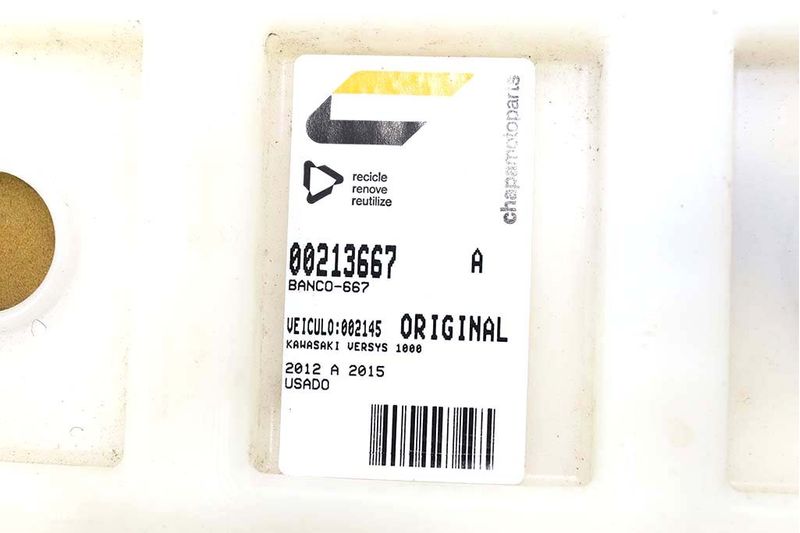 chapamotoparts
recicle
renove
reutilize
00213667 A
BANCO-667
VEICULO:002145 ORIGINAL
KAWASAKI VERSYS 1000
2012 A 2015
USADO